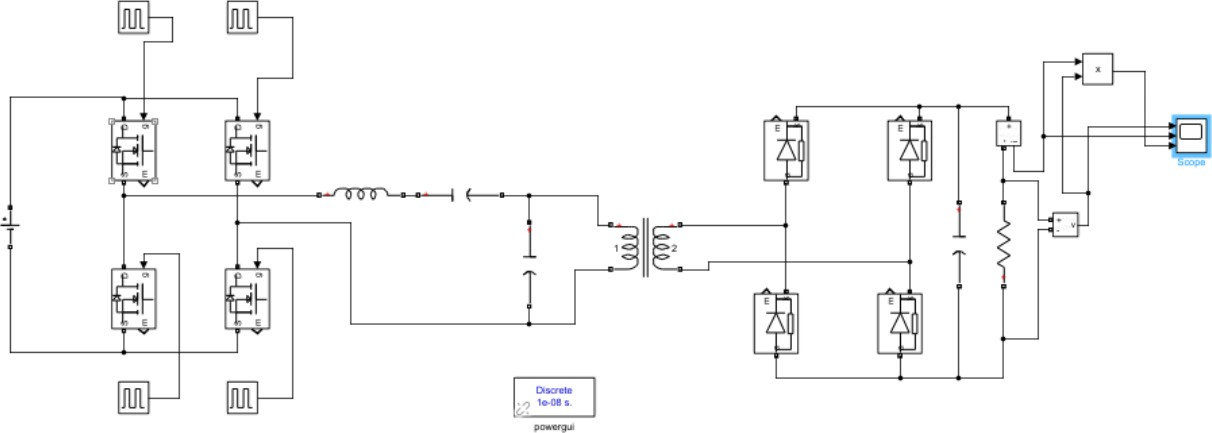 g
g
x
D
D
E
E
+
Scope
S
m
S
m
+
1
2
+
-
v
g
g
E
E
S
m
S
m
Discrete
1e-08 s.
powergui